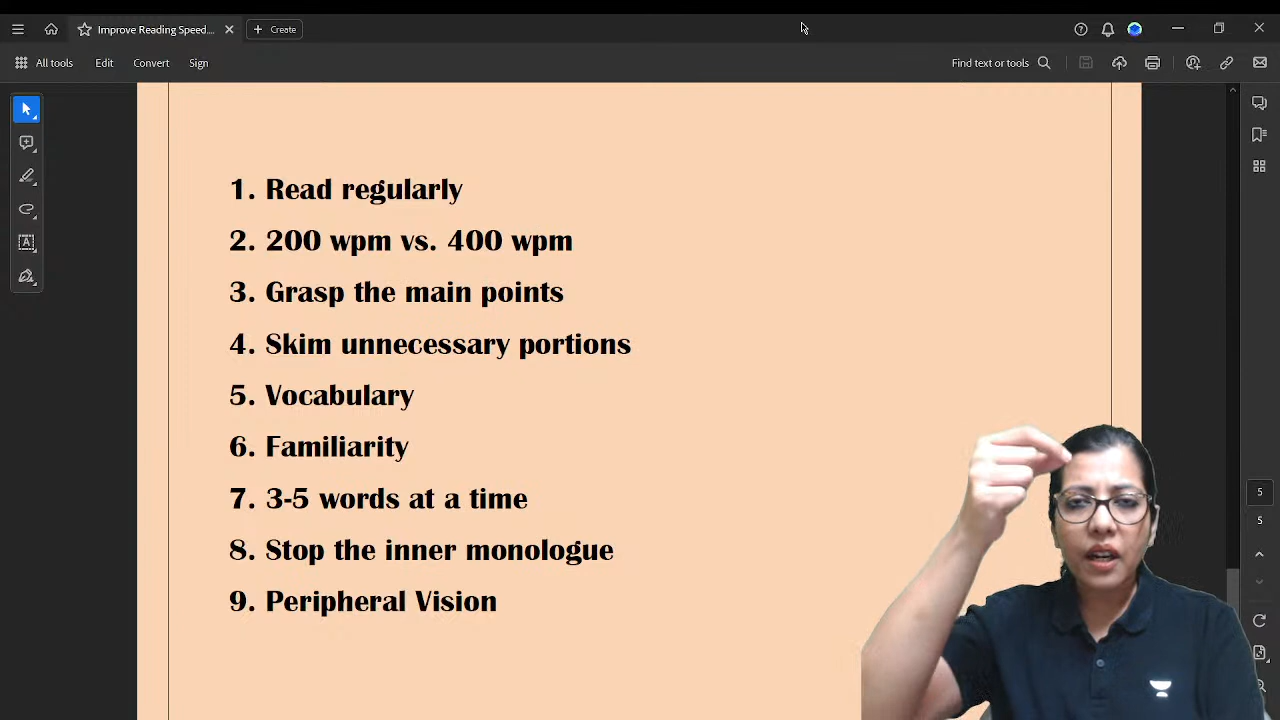 Improve Reading Speed...
Create
All tools
Edit
Convert
Sign
Find text or tools
1. Read regularly
2. 200 wpm vs. 400 wpm
3. Grasp the main points
4. Skim unnecessary portions
5. Vocabulary
6. Familiarity
7. 3-5 words at a time
8. Stop the inner monologue
9. Peripheral Vision
5
5